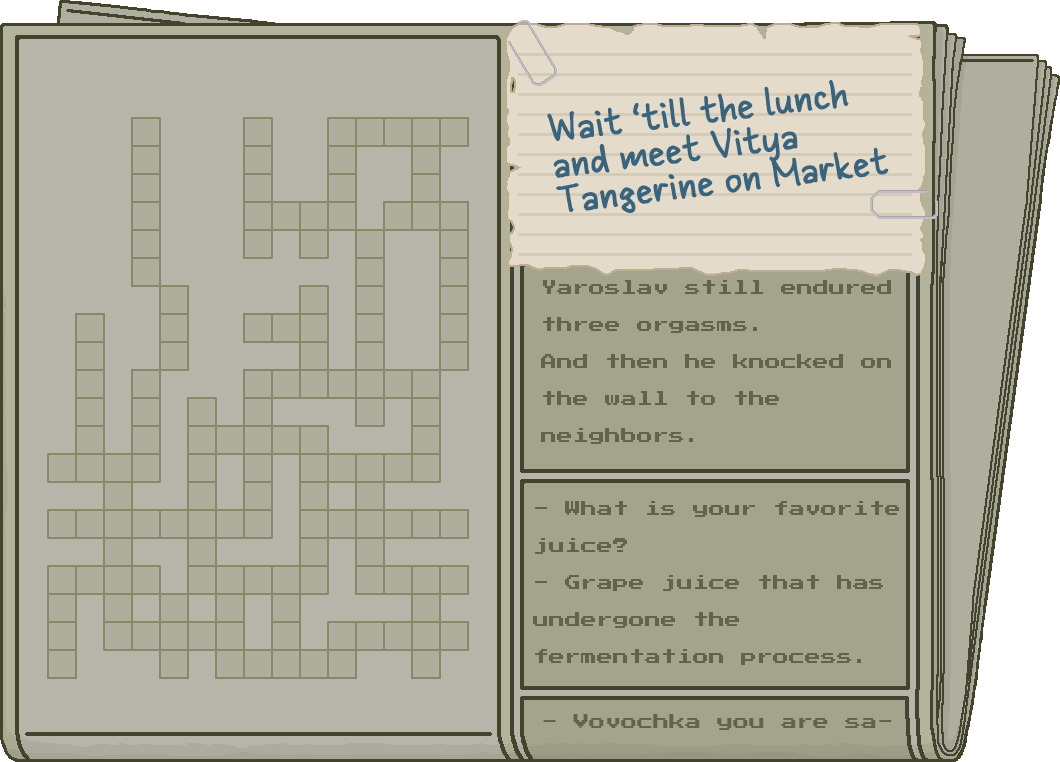 Wait ‘till the lunch
and meet Vitya
Tangerine on Market
Yaroslav still endured
three orgasms.
And then he knocked on
the wall to the
neighbors.
- What is your favorite
juice?
- Grape juice that has
undergone the
fermentation process.
- Vovochka you are sa-